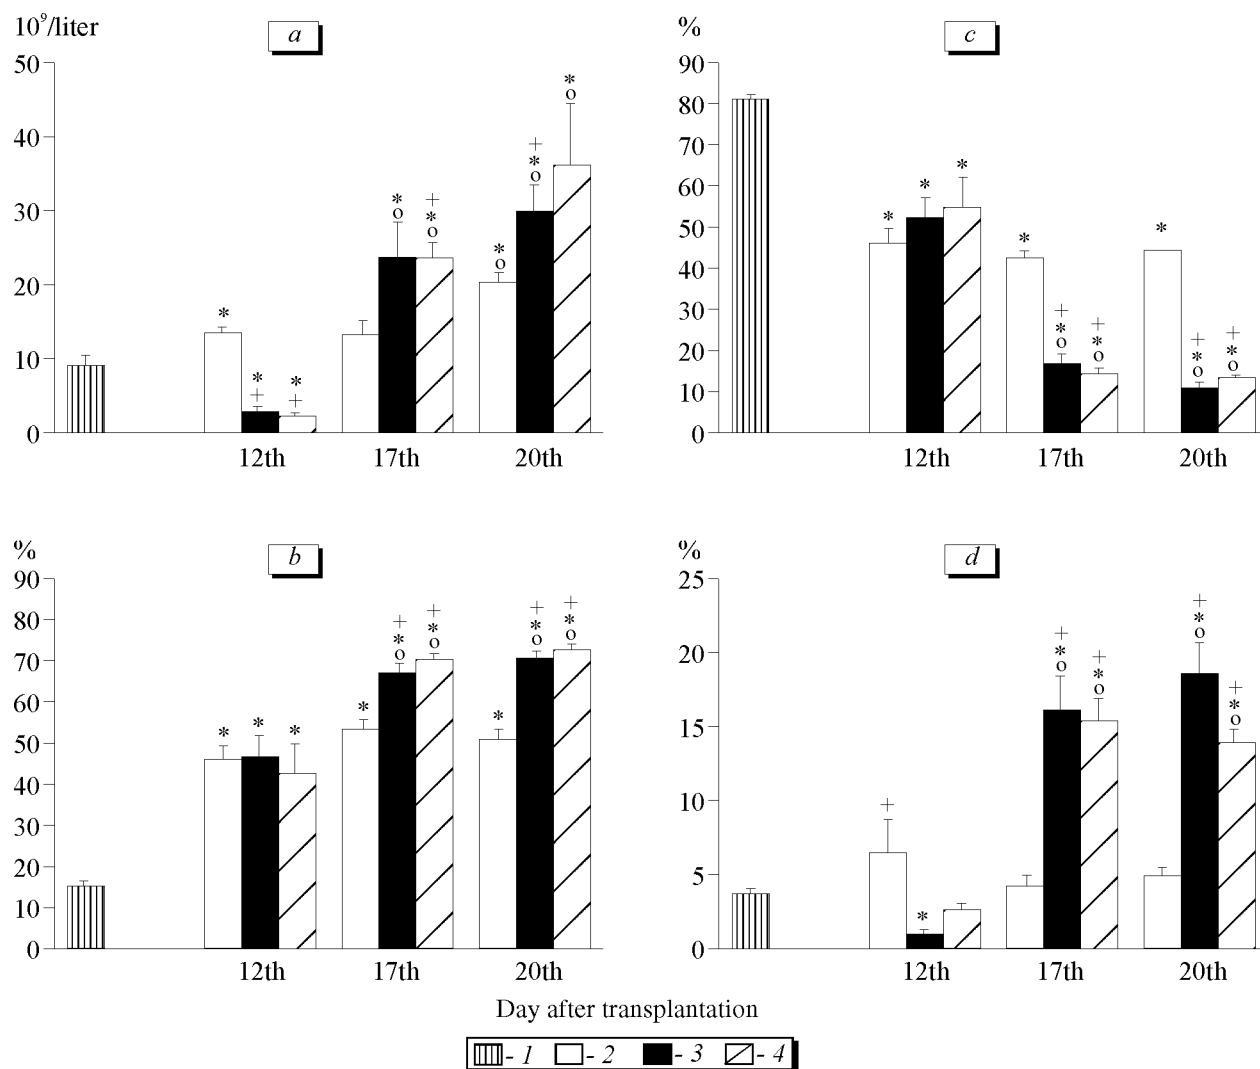 10⁹/liter
a
50
40
30
20
10
0
*
* +
* +
* o
+ * o
* o
+ * o
* o
12th 17th 20th
%
c
90
80
70
60
50
40
30
20
10
0
*
*
*
*
+ * o
+ * o
*
+ * o
+ * o
12th 17th 20th
%
b
90
80
70
60
50
40
30
20
10
0
*
*
*
*
+ * o
+ * o
*
+ * o
+ * o
12th 17th 20th
%
d
25
20
15
10
5
0
+
*
+ * o
+ * o
+ * o
+ * o
12th 17th 20th
Day after transplantation
- 1 - 2 - 3 - 4